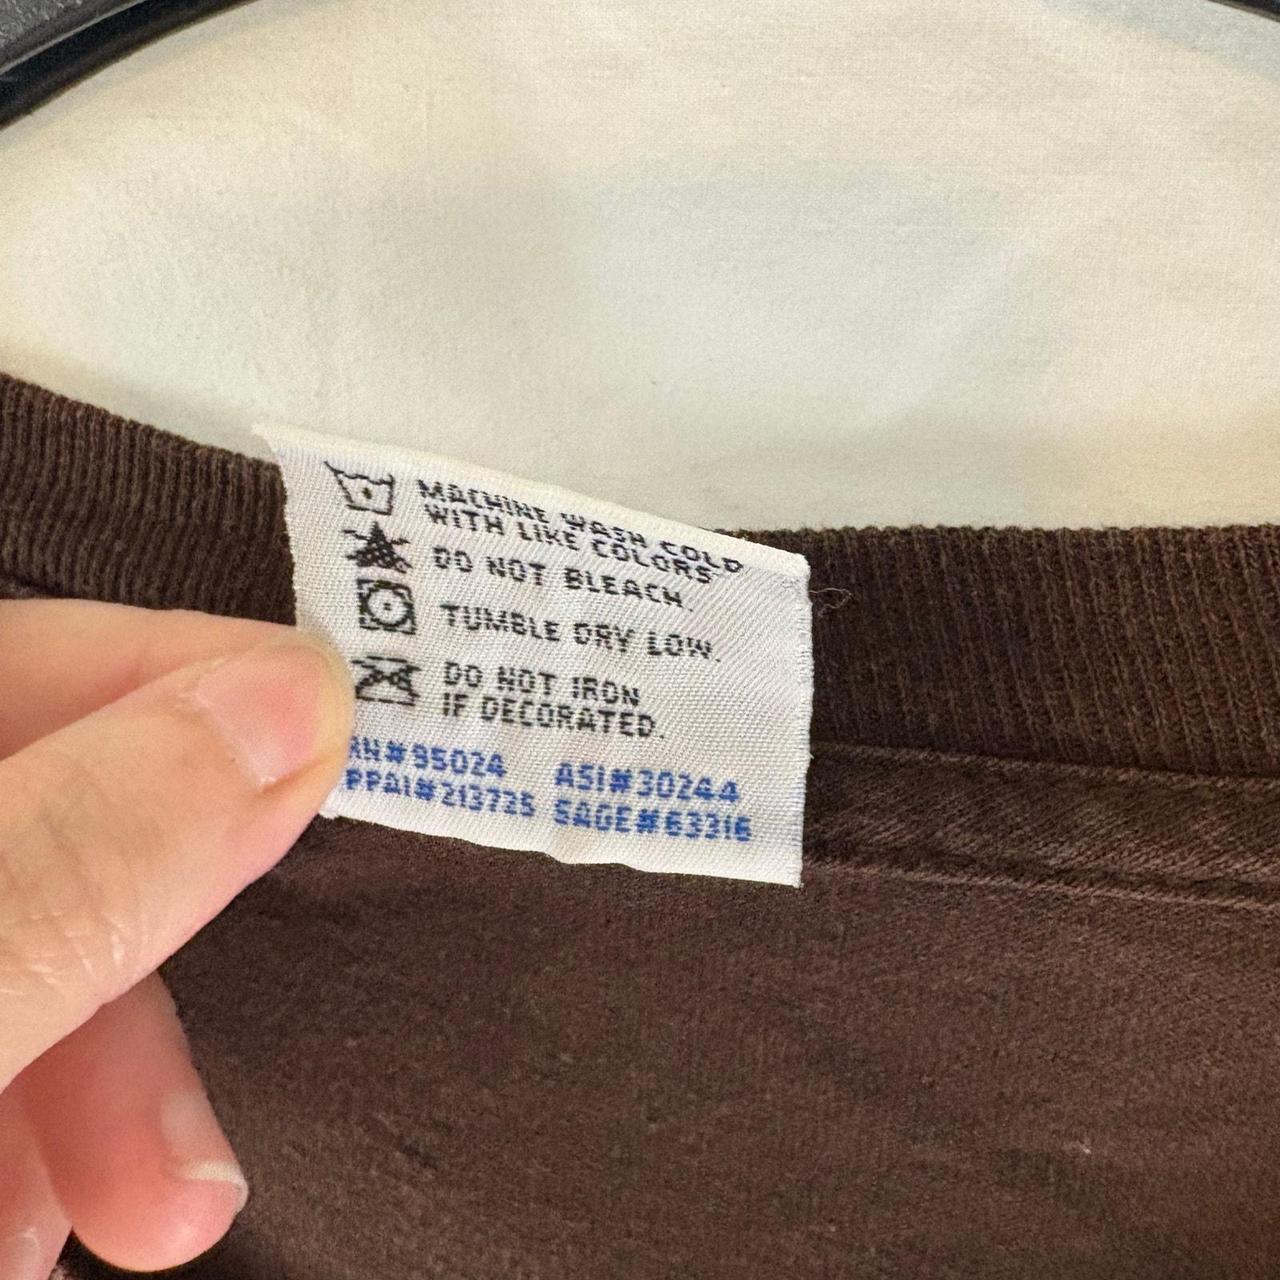 MACHINE WASH COLD
WITH LIKE COLORS
DO NOT BLEACH.
TUMBLE DRY LOW.
DO NOT IRON
IF DECORATED.
RN#95024 ASI#30244
PPAI#213725 SAGE#63316